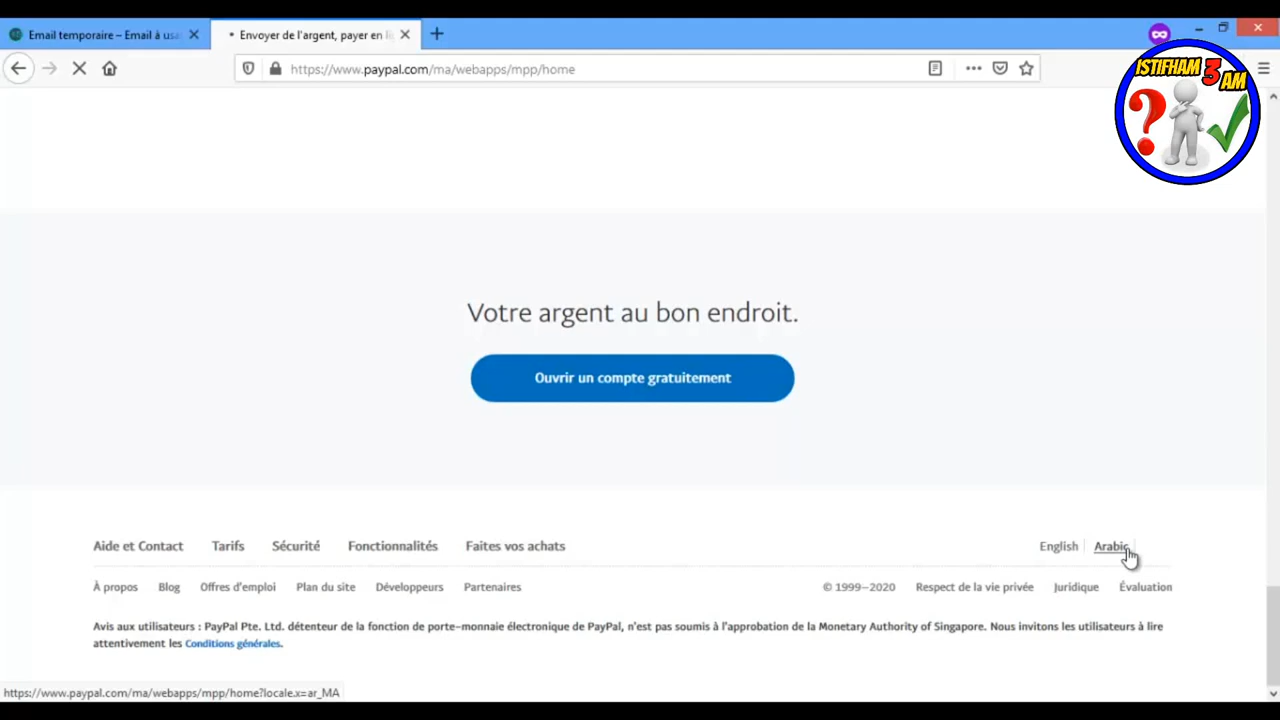 Email temporaire – Email à usa
Envoyer de l'argent, payer en lig
https://www.paypal.com/ma/webapps/mpp/home
ISTIFHAM 3AM
Votre argent au bon endroit.
Ouvrir un compte gratuitement
Aide et Contact Tarifs Sécurité Fonctionnalités Faites vos achats English Arabic
À propos Blog Offres d'emploi Plan du site Développeurs Partenaires © 1999–2020 Respect de la vie privée Juridique Évaluation
Avis aux utilisateurs : PayPal Pte. Ltd. détenteur de la fonction de porte-monnaie électronique de PayPal, n'est pas soumis à l'approbation de la Monetary Authority of Singapore. Nous invitons les utilisateurs à lire
attentivement les Conditions générales.
https://www.paypal.com/ma/webapps/mpp/home?locale.x=ar_MA